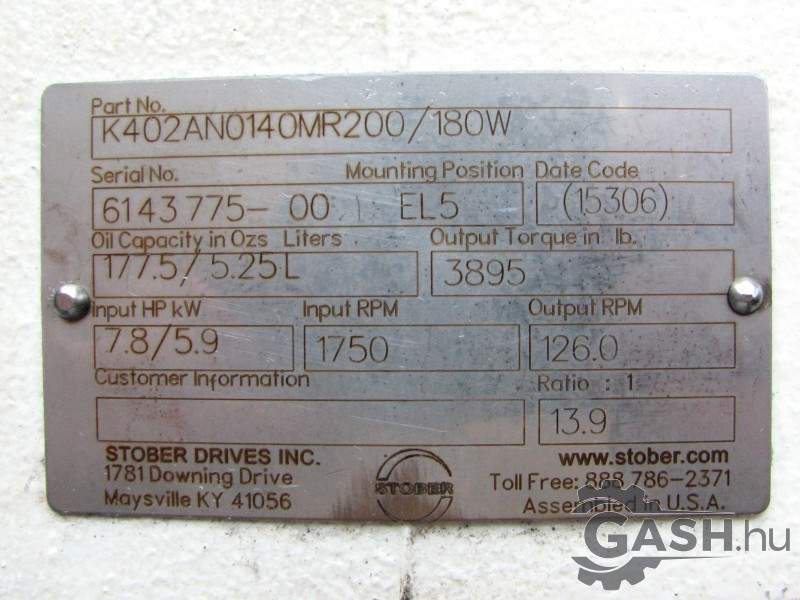 Part No.
K402AN0140MR200/180W
Serial No. Mounting Position Date Code
6143775- 00 EL5 (15306)
Oil Capacity in Ozs Liters Output Torque in lb.
177.5/5.25L 3895
Input HP kW Input RPM Output RPM
7.8/5.9 1750 126.0
Customer Information Ratio : 1
13.9
STOBER DRIVES INC. www.stober.com
1781 Downing Drive STOBER Toll Free: 888 786-2371
Maysville KY 41056 Assembled in U.S.A.
GASH.hu